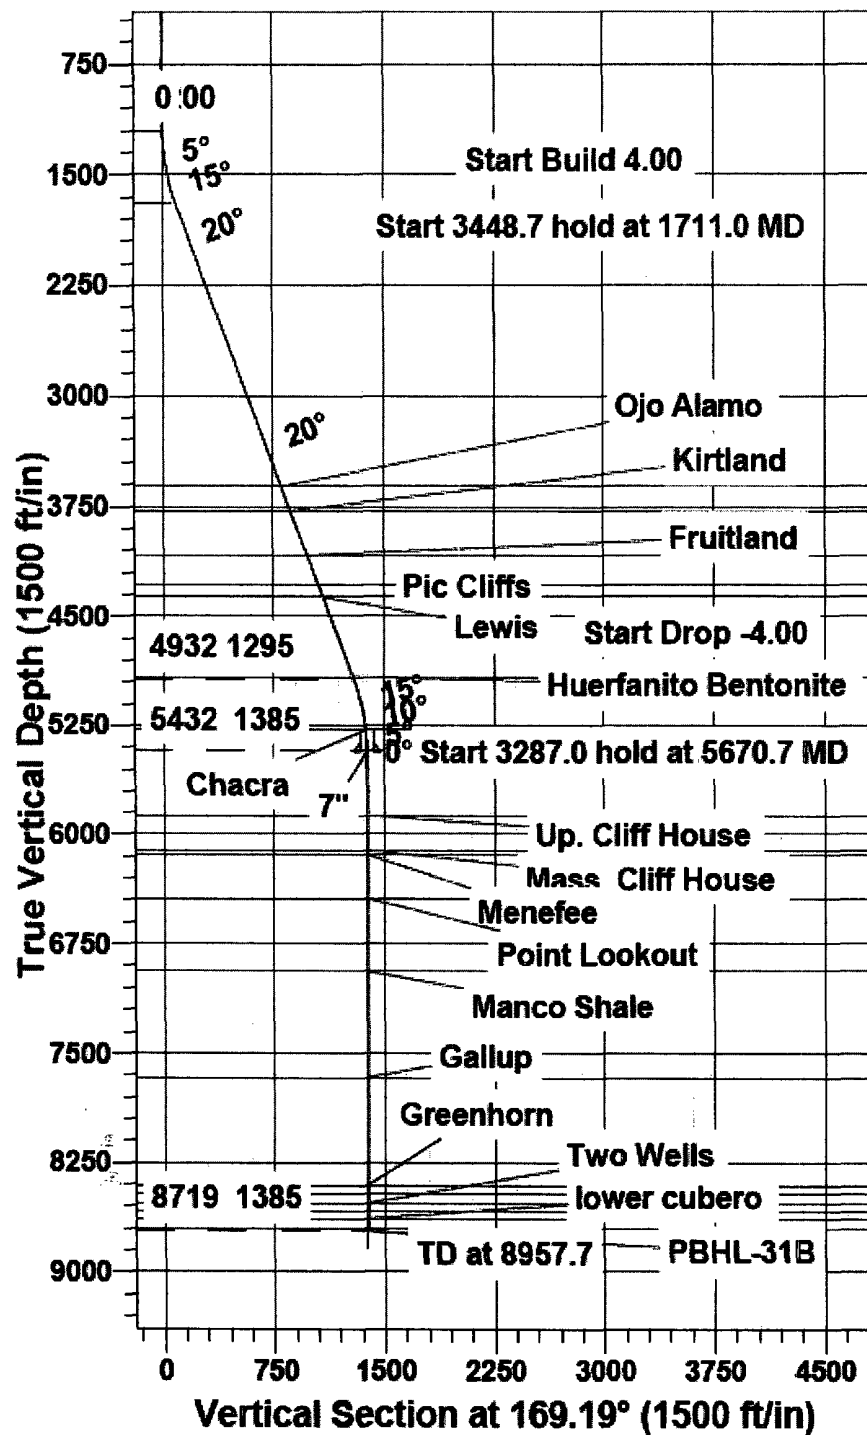 750
0:00
5°
Start Build 4.00
1500
15°
20°
Start 3448.7 hold at 1711.0 MD
2250
3000
Ojo Alamo
20°
Kirtland
3750
Fruitland
Pic Cliffs
4500
Lewis
Start Drop -4.00
4932 1295
15°
Huerfanito Bentonite
10°
5250
5432 1385
5°
0°
Start 3287.0 hold at 5670.7 MD
Chacra
7"
6000
Up. Cliff House
Mass Cliff House
Menefee
6750
Point Lookout
Manco Shale
7500
Gallup
Greenhorn
8250
Two Wells
8719 1385
lower cubero
TD at 8957.7
PBHL-31B
9000
True Vertical Depth (1500 ft/in)
0 750 1500 2250 3000 3750 4500
Vertical Section at 169.19° (1500 ft/in)